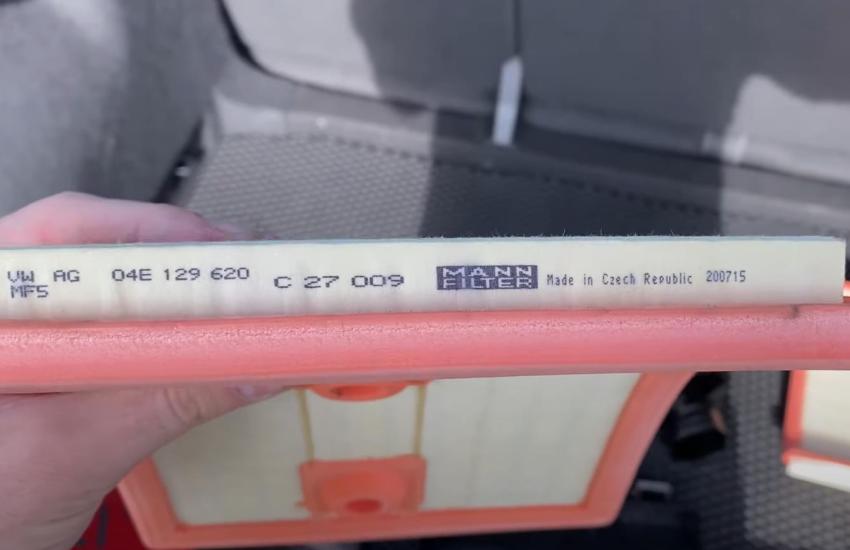 VW AG 04E 129 620 C 27 009 MANN FILTER Made in Czech Republic 200715
MF5